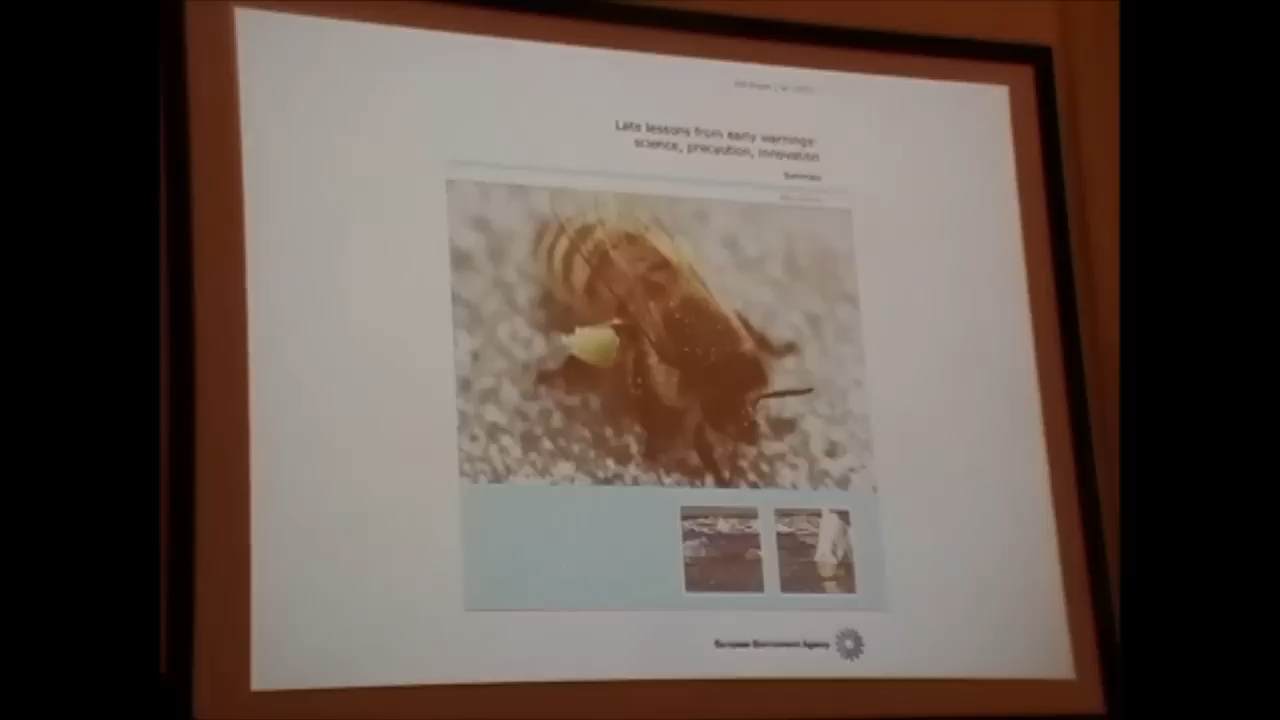 Late lessons from early warnings:
science, precaution, innovation
Summary
European Environment Agency